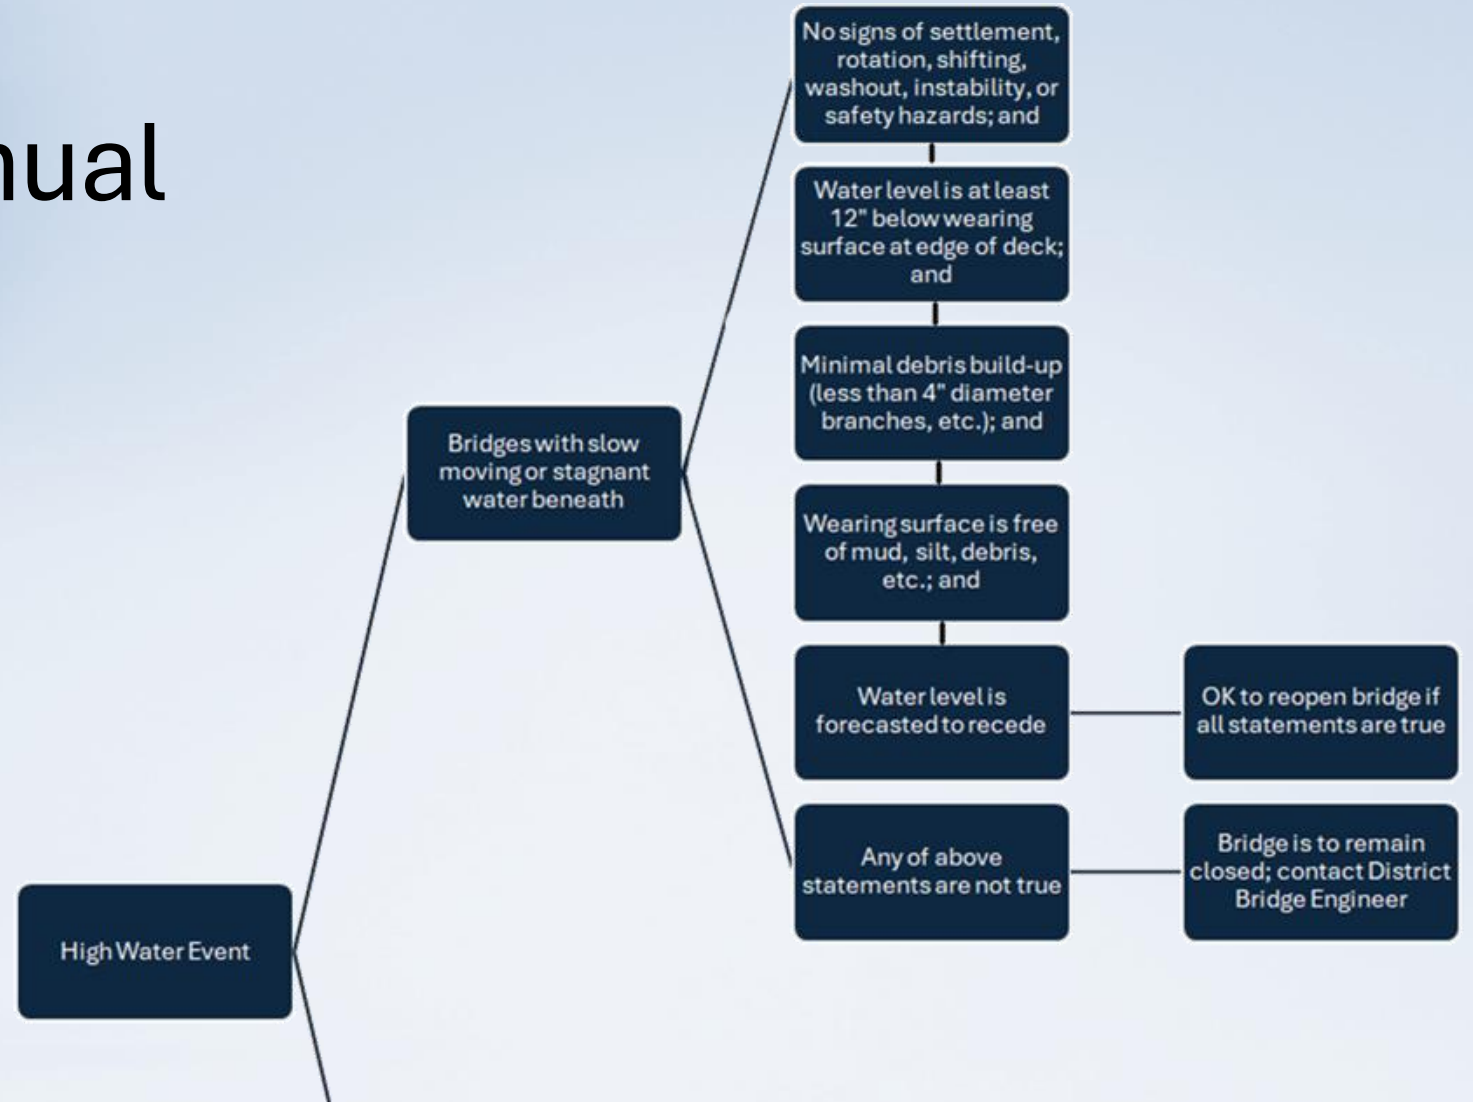 nual
No signs of settlement,
rotation, shifting,
washout, instability, or
safety hazards; and
Water level is at least
12" below wearing
surface at edge of deck;
and
Minimal debris build-up
(less than 4" diameter
branches, etc.); and
Bridges with slow
moving or stagnant
water beneath
Wearing surface is free
of mud, silt, debris,
etc.; and
Water level is
forecasted to recede
OK to reopen bridge if
all statements are true
Any of above
statements are not true
Bridge is to remain
closed; contact District
Bridge Engineer
High Water Event